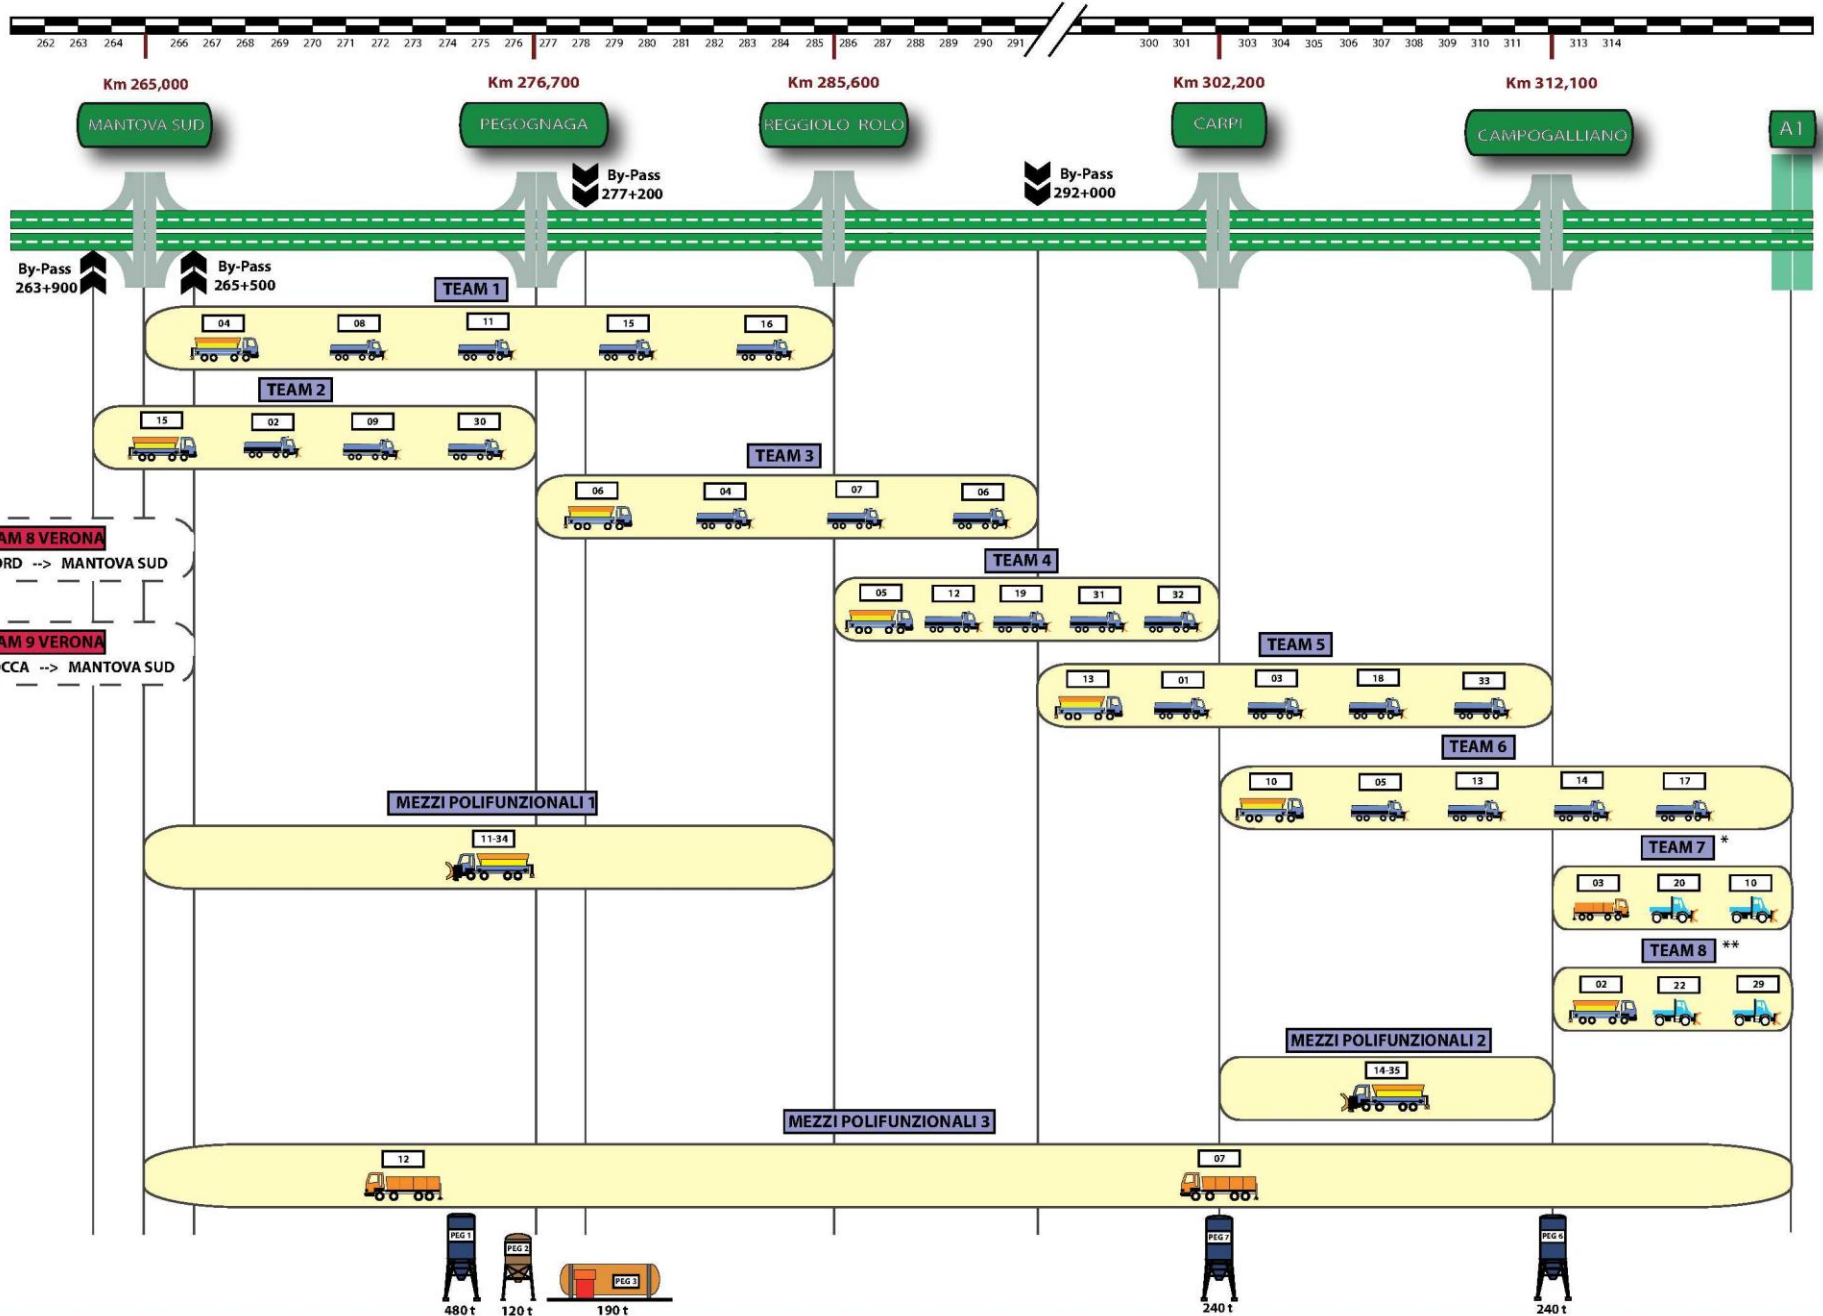 262 263 264 266 267 268 269 270 271 272 273 274 275 276 277 278 279 280 281 282 283 284 285 286 287 288 289 290 291 300 301 303 304 305 306 307 308 309 310 311 313 314
Km 265,000 Km 276,700 Km 285,600 Km 302,200 Km 312,100
MANTOVA SUD PEGOGNAGA REGGIOLO ROLO CARPI CAMPOGALLIANO A1
By-Pass
277+200
By-Pass
292+000
By-Pass
263+900
By-Pass
265+500
TEAM 1
04 08 11 15 16
TEAM 2
15 02 09 30
TEAM 3
06 04 07 06
AM 8 VERONA
ORD --> MANTOVA SUD
TEAM 4
05 12 19 31 32
AM 9 VERONA
OCCA --> MANTOVA SUD
TEAM 5
13 01 03 18 33
TEAM 6
10 05 13 14 17
MEZZI POLIFUNZIONALI 1
11-34
TEAM 7 *
03 20 10
TEAM 8 **
02 22 29
MEZZI POLIFUNZIONALI 2
14-35
MEZZI POLIFUNZIONALI 3
12 07
PEG 1 PEG 2 PEG 3 PEG 7 PEG 6
480 t 120 t 190 t 240 t 240 t